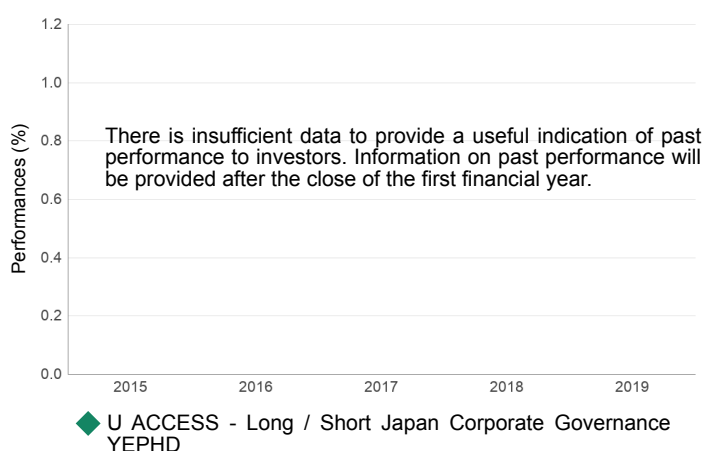 1.2
1.0
0.8
0.6
0.4
0.2
0.0
Performances (%)
There is insufficient data to provide a useful indication of past
performance to investors. Information on past performance will
be provided after the close of the first financial year.
2015 2016 2017 2018 2019
U ACCESS - Long / Short Japan Corporate Governance
YEPHD